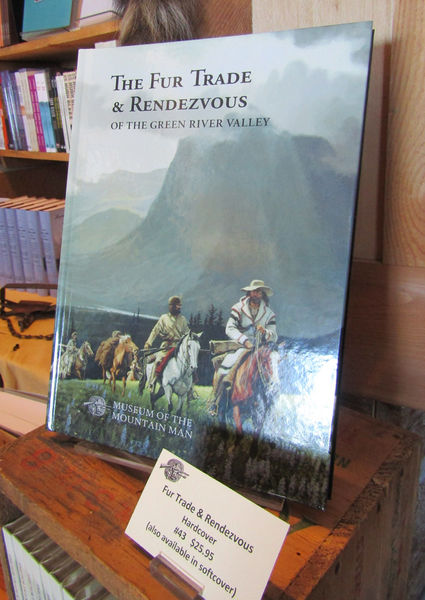 The Fur Trade
& Rendezvous
of the Green River Valley
Museum of the
Mountain Man
Fur Trade & Rendezvous
Hardcover
#43 $25.95
(also available in softcover)